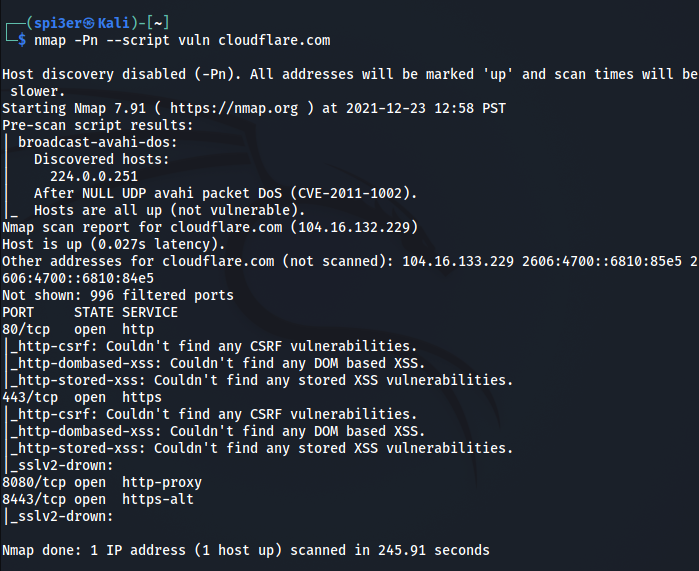 ┌──(spi3er㉿Kali)-[~]
└─$ nmap -Pn --script vuln cloudflare.com
Host discovery disabled (-Pn). All addresses will be marked 'up' and scan times will be
slower.
Starting Nmap 7.91 ( https://nmap.org ) at 2021-12-23 12:58 PST
Pre-scan script results:
| broadcast-avahi-dos:
|   Discovered hosts:
|     224.0.0.251
|   After NULL UDP avahi packet DoS (CVE-2011-1002).
|_  Hosts are all up (not vulnerable).
Nmap scan report for cloudflare.com (104.16.132.229)
Host is up (0.027s latency).
Other addresses for cloudflare.com (not scanned): 104.16.133.229 2606:4700::6810:85e5 2
606:4700::6810:84e5
Not shown: 996 filtered ports
PORT     STATE SERVICE
80/tcp   open  http
|_http-csrf: Couldn't find any CSRF vulnerabilities.
|_http-dombased-xss: Couldn't find any DOM based XSS.
|_http-stored-xss: Couldn't find any stored XSS vulnerabilities.
443/tcp  open  https
|_http-csrf: Couldn't find any CSRF vulnerabilities.
|_http-dombased-xss: Couldn't find any DOM based XSS.
|_http-stored-xss: Couldn't find any stored XSS vulnerabilities.
|_sslv2-drown:
8080/tcp open  http-proxy
8443/tcp open  https-alt
|_sslv2-drown:
Nmap done: 1 IP address (1 host up) scanned in 245.91 seconds